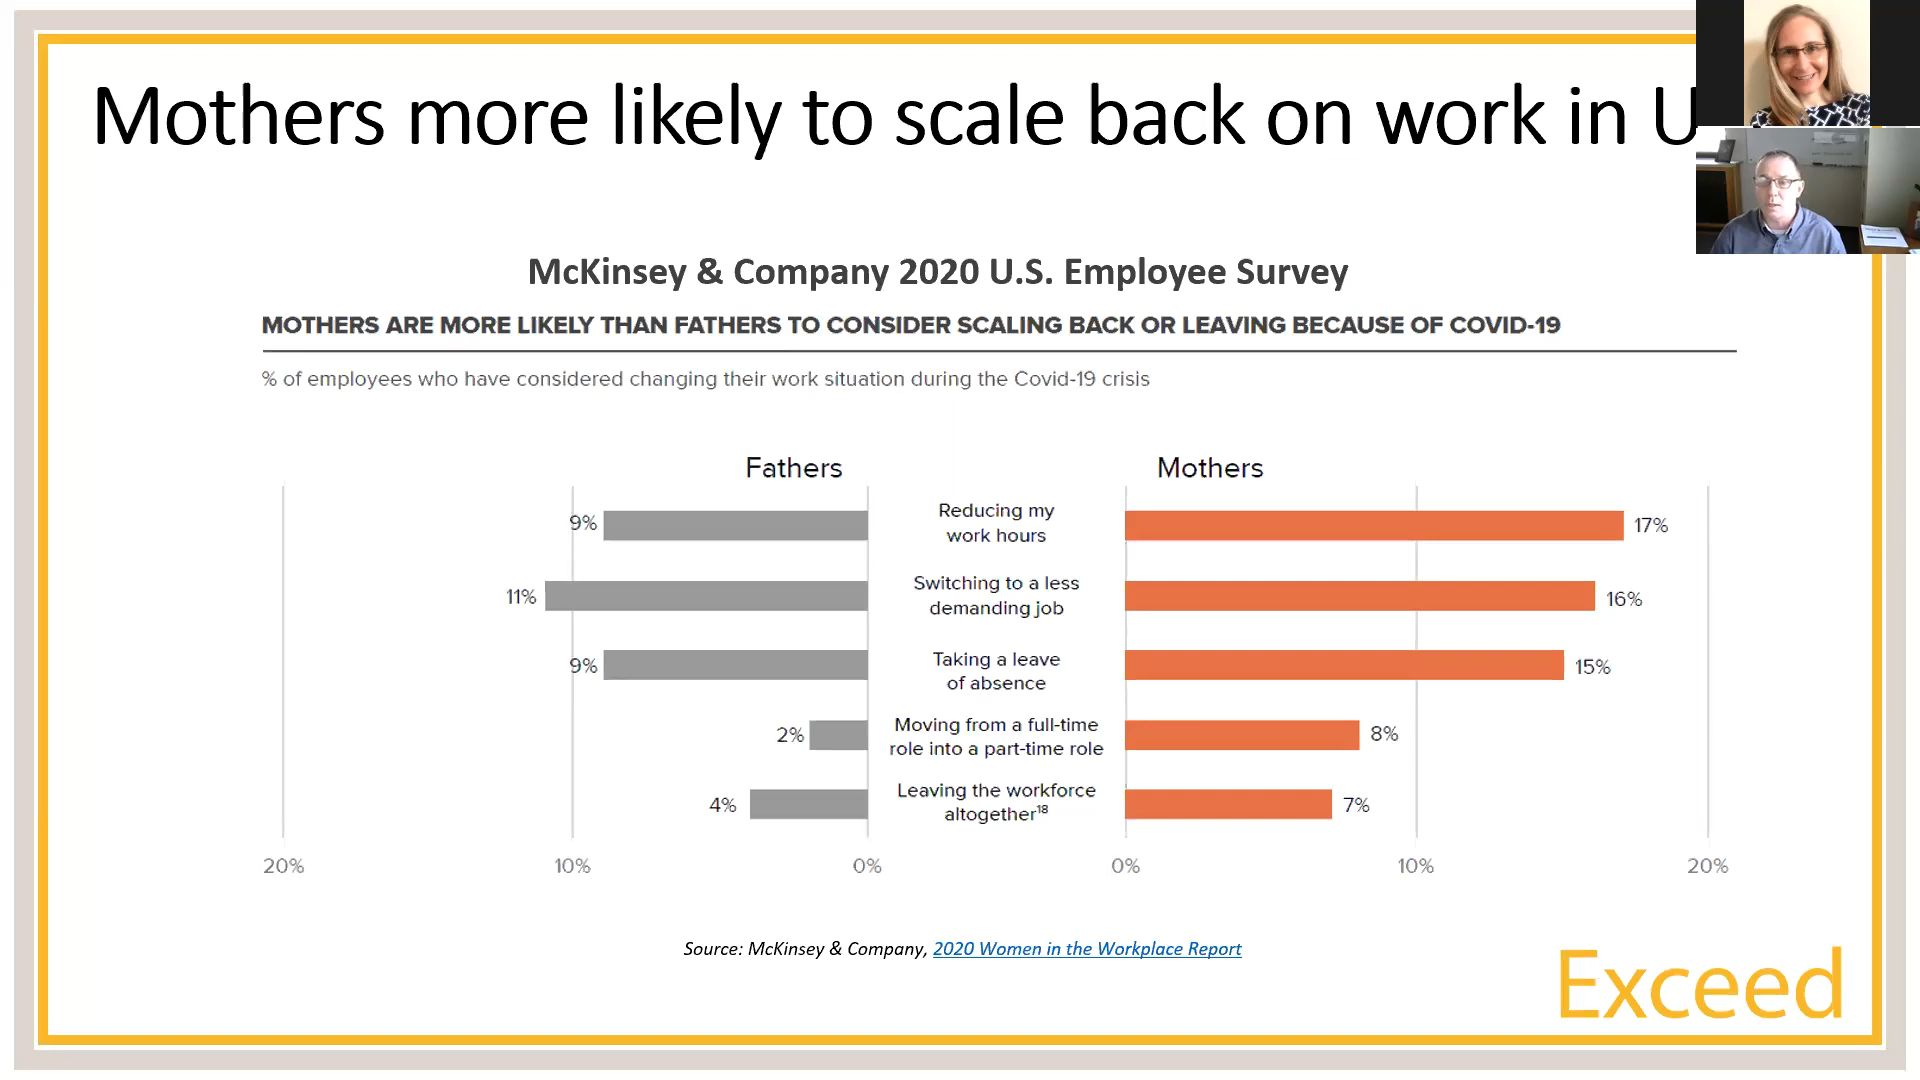 Mothers more likely to scale back on work in U
McKinsey & Company 2020 U.S. Employee Survey
MOTHERS ARE MORE LIKELY THAN FATHERS TO CONSIDER SCALING BACK OR LEAVING BECAUSE OF COVID-19
% of employees who have considered changing their work situation during the Covid-19 crisis
Fathers
Mothers
9%
Reducing my
work hours
17%
11%
Switching to a less
demanding job
16%
9%
Taking a leave
of absence
15%
2%
Moving from a full-time
role into a part-time role
8%
4%
Leaving the workforce
altogether¹⁸
7%
20%
10%
0%
0%
10%
20%
Source: McKinsey & Company, 2020 Women in the Workplace Report
Exceed